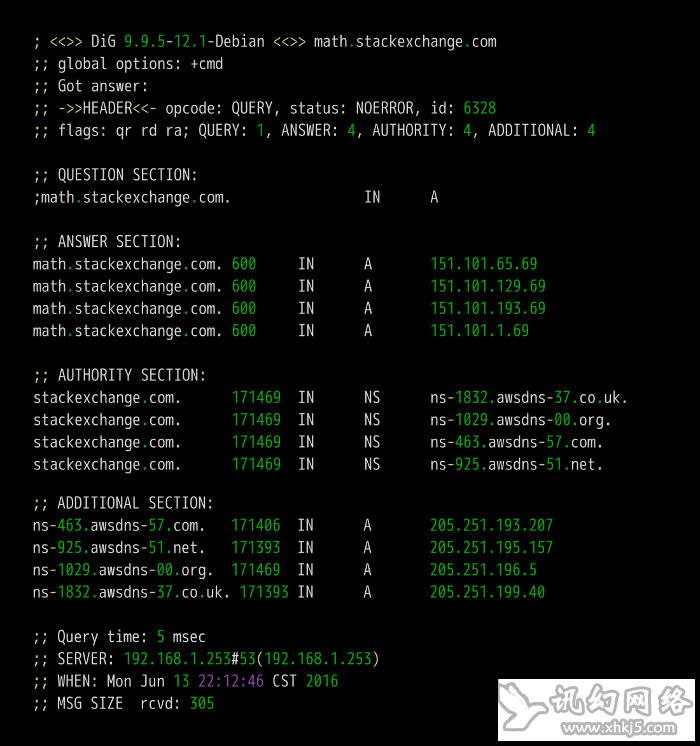 ; <<>> DiG 9.9.5-12.1-Debian <<>> math.stackexchange.com
;; global options: +cmd
;; Got answer:
;; ->>HEADER<<- opcode: QUERY, status: NOERROR, id: 6328
;; flags: qr rd ra; QUERY: 1, ANSWER: 4, AUTHORITY: 4, ADDITIONAL: 4
;; QUESTION SECTION:
;math.stackexchange.com. IN A
;; ANSWER SECTION:
math.stackexchange.com. 600 IN A 151.101.65.69
math.stackexchange.com. 600 IN A 151.101.129.69
math.stackexchange.com. 600 IN A 151.101.193.69
math.stackexchange.com. 600 IN A 151.101.1.69
;; AUTHORITY SECTION:
stackexchange.com. 171469 IN NS ns-1832.awsdns-37.co.uk.
stackexchange.com. 171469 IN NS ns-1029.awsdns-00.org.
stackexchange.com. 171469 IN NS ns-463.awsdns-57.com.
stackexchange.com. 171469 IN NS ns-925.awsdns-51.net.
;; ADDITIONAL SECTION:
ns-463.awsdns-57.com. 171406 IN A 205.251.193.207
ns-925.awsdns-51.net. 171393 IN A 205.251.195.157
ns-1029.awsdns-00.org. 171469 IN A 205.251.196.5
ns-1832.awsdns-37.co.uk. 171393 IN A 205.251.199.40
;; Query time: 5 msec
;; SERVER: 192.168.1.253#53(192.168.1.253)
;; WHEN: Mon Jun 13 22:12:46 CST 2016
;; MSG SIZE rcvd: 305
讯幻网络
www.xhkj5.com